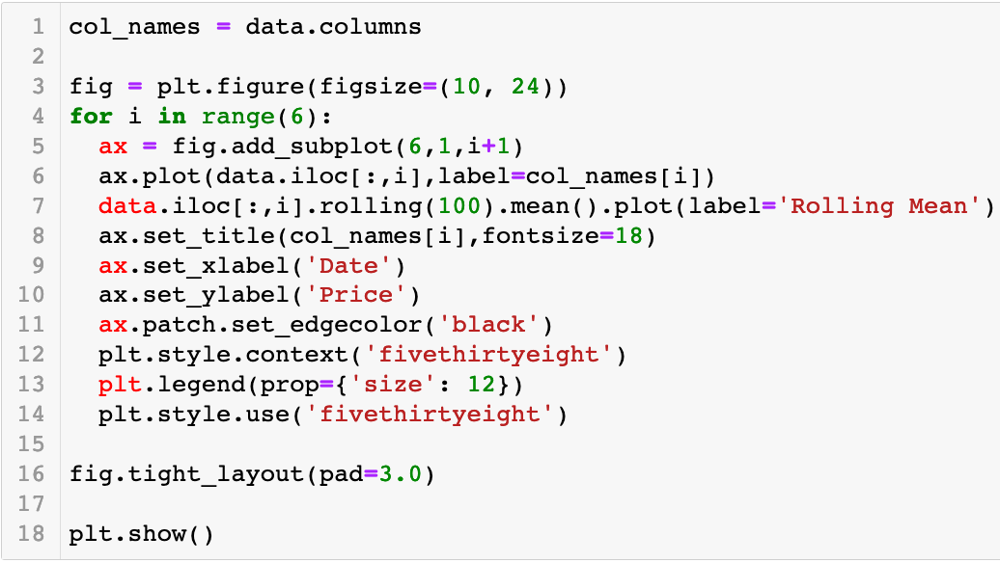 1 col_names = data.columns
2
3 fig = plt.figure(figsize=(10, 24))
4 for i in range(6):
5   ax = fig.add_subplot(6,1,i+1)
6   ax.plot(data.iloc[:,i],label=col_names[i])
7   data.iloc[:,i].rolling(100).mean().plot(label='Rolling Mean')
8   ax.set_title(col_names[i],fontsize=18)
9   ax.set_xlabel('Date')
10   ax.set_ylabel('Price')
11   ax.patch.set_edgecolor('black')
12   plt.style.context('fivethirtyeight')
13   plt.legend(prop={'size': 12})
14   plt.style.use('fivethirtyeight')
15
16 fig.tight_layout(pad=3.0)
17
18 plt.show()